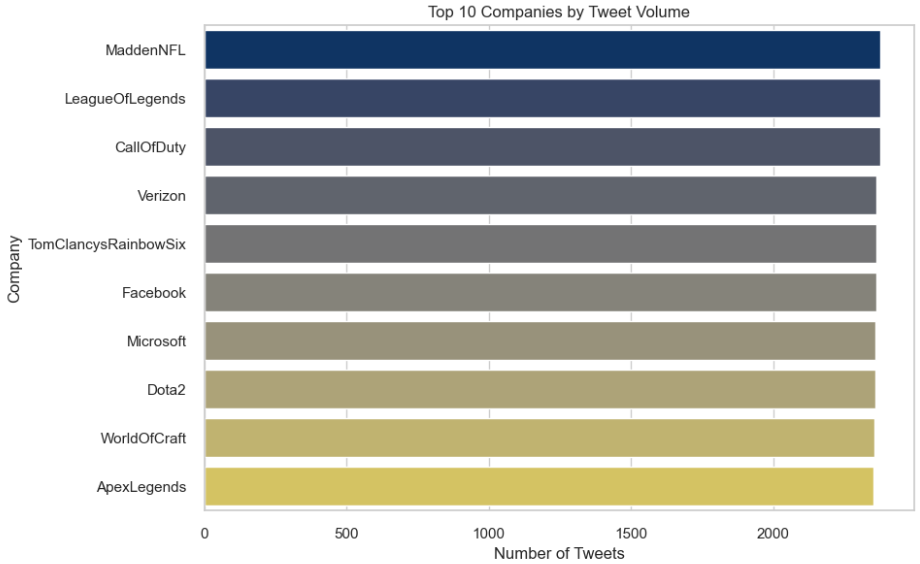 Top 10 Companies by Tweet Volume
Company
MaddenNFL
LeagueOfLegends
CallOfDuty
Verizon
TomClancysRainbowSix
Facebook
Microsoft
Dota2
WorldOfCraft
ApexLegends
0 500 1000 1500 2000
Number of Tweets